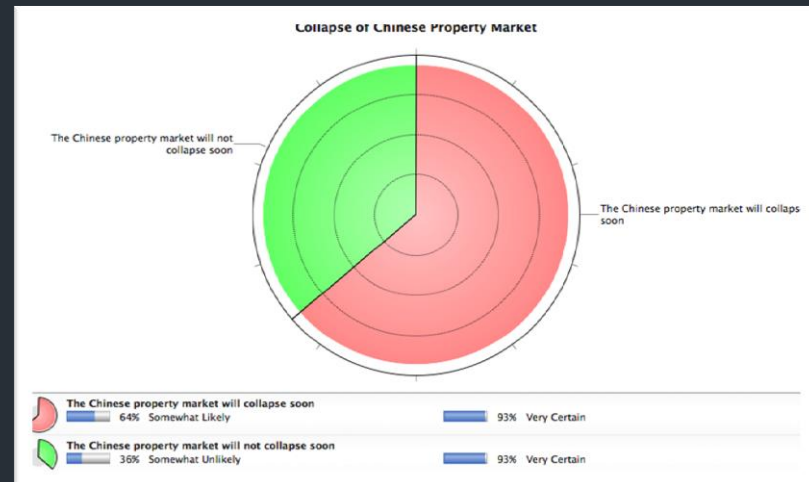 Collapse of Chinese Property Market
The Chinese property market will not
collapse soon
The Chinese property market will collaps
soon
The Chinese property market will collapse soon
64% Somewhat Likely 93% Very Certain
The Chinese property market will not collapse soon
36% Somewhat Unlikely 93% Very Certain